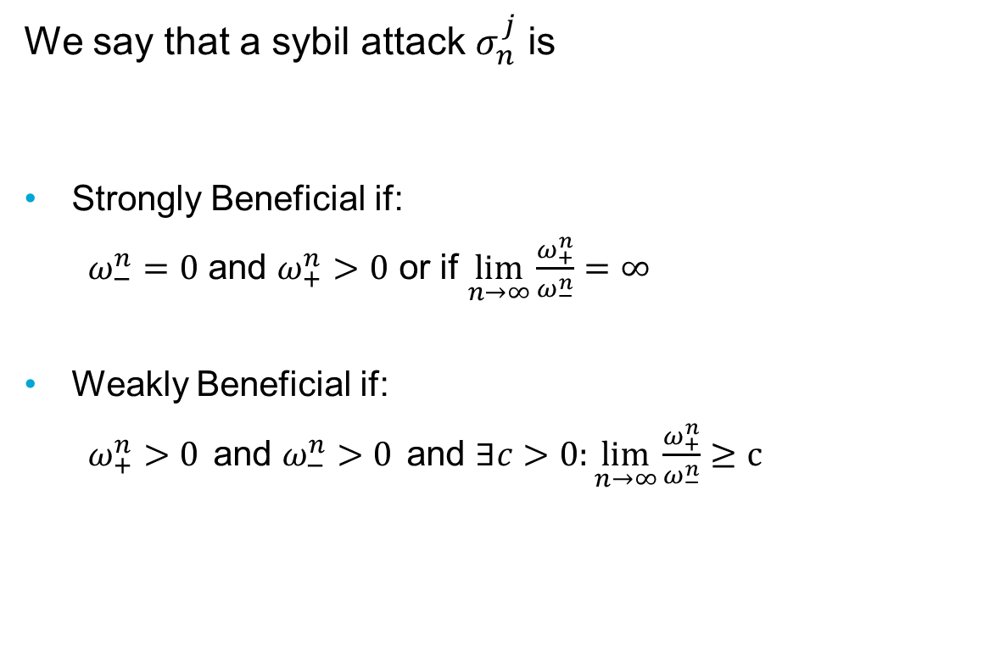 We say that a sybil attack $\sigma_n^j$ is
• Strongly Beneficial if:
$\omega_-^n = 0$ and $\omega_+^n > 0$ or if $\lim_{n \to \infty} \frac{\omega_+^n}{\omega_-^n} = \infty$
• Weakly Beneficial if:
$\omega_+^n > 0$ and $\omega_-^n > 0$ and $\exists c > 0: \lim_{n \to \infty} \frac{\omega_+^n}{\omega_-^n} \geq \mathrm{c}$